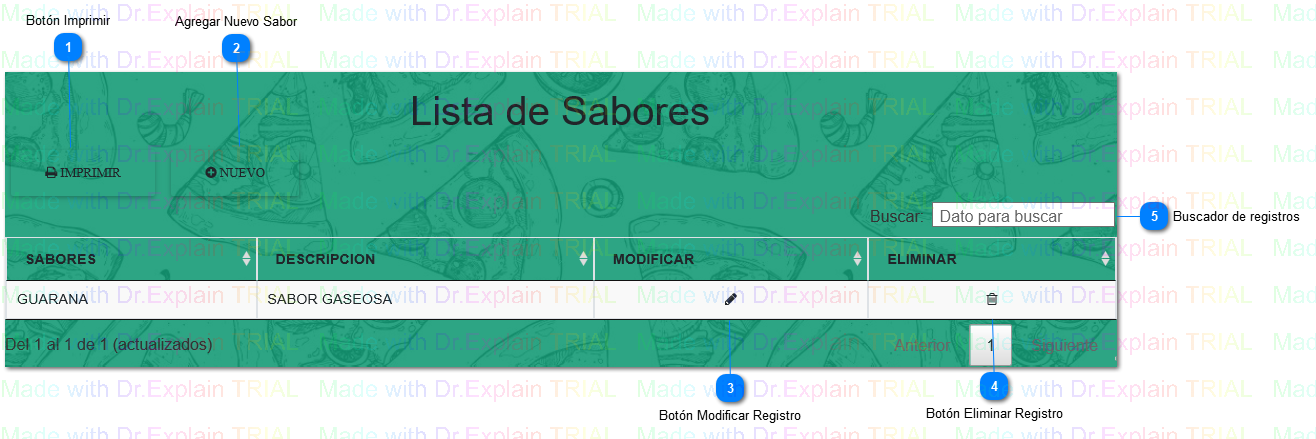 Botón Imprimir
Agregar Nuevo Sabor
1
2
Lista de Sabores
IMPRIMIR
NUEVO
Buscar: Dato para buscar
5 Buscador de registros
SABORES DESCRIPCION MODIFICAR ELIMINAR
GUARANA SABOR GASEOSA
Del 1 al 1 de 1 (actualizados)
Anterior 1 Siguiente
3
4
Botón Modificar Registro
Botón Eliminar Registro
Made with Dr.Explain TRIAL